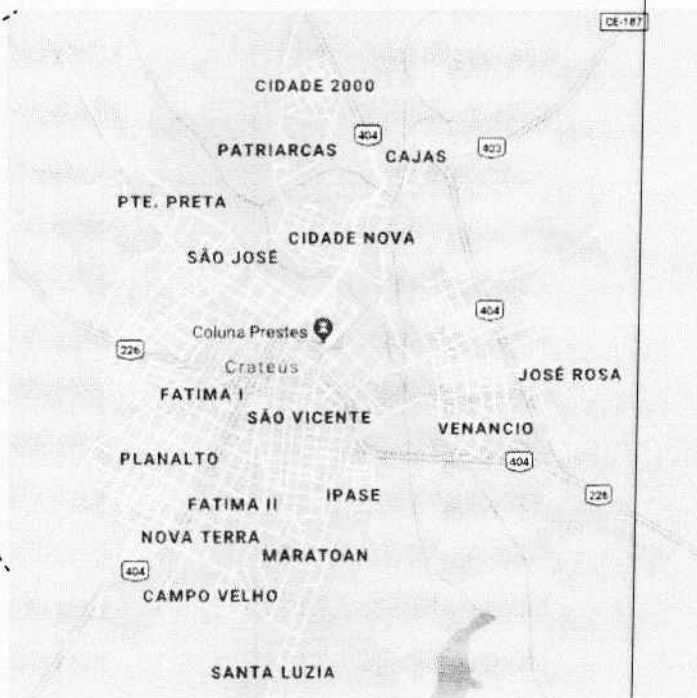 CE-187
CIDADE 2000
404
PATRIARCAS
CAJAS
403
PTE. PRETA
CIDADE NOVA
SÃO JOSÉ
404
Coluna Prestes
226
Crateús
JOSÉ ROSA
FATIMA I
SÃO VICENTE
VENANCIO
PLANALTO
404
226
IPASE
FATIMA II
NOVA TERRA
MARATOAN
404
CAMPO VELHO
SANTA LUZIA